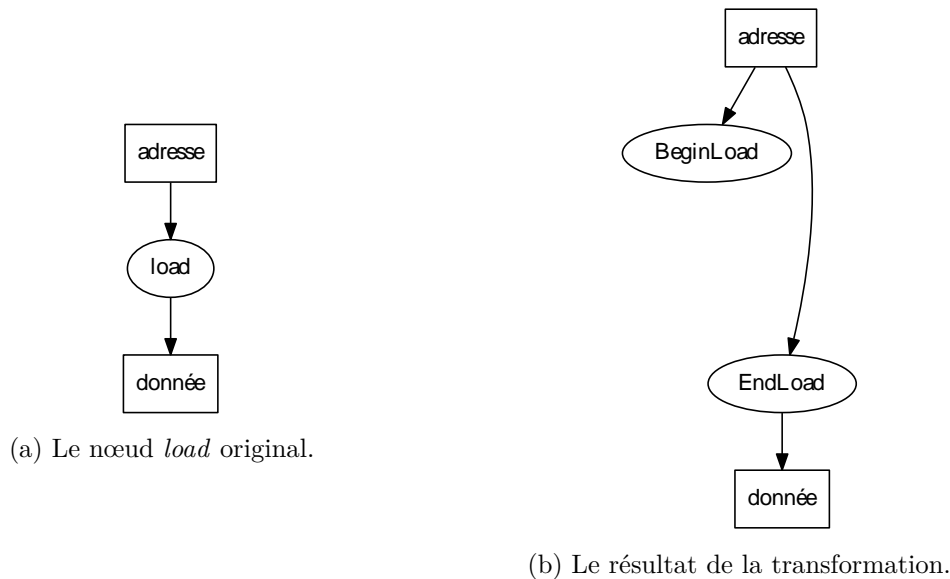 adresse
load
donnée
(a) Le nœud load original.
adresse
BeginLoad
EndLoad
donnée
(b) Le résultat de la transformation.